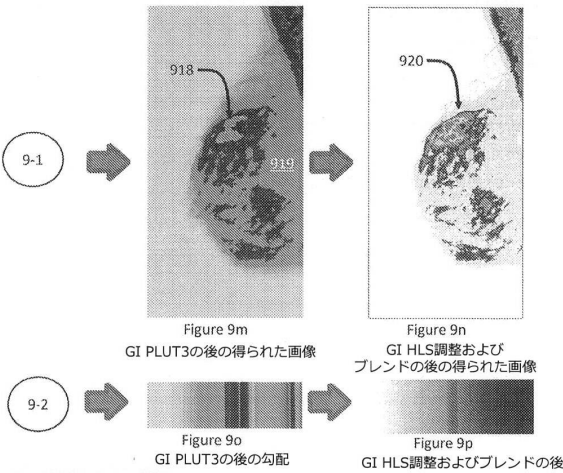 918
920
9-1
919
Figure 9m
GI PLUT3の後の得られた画像
Figure 9n
GI HLS調整および
ブレンドの後の得られた画像
9-2
Figure 9o
GI PLUT3の後の勾配
Figure 9p
GI HLS調整およびブレンドの後